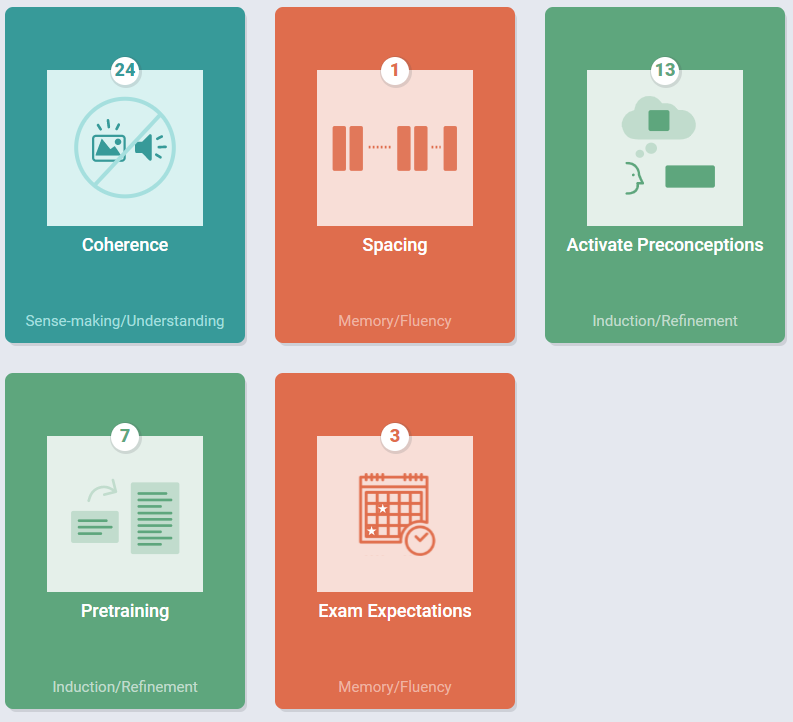 24
Coherence
Sense-making/Understanding
1
Spacing
Memory/Fluency
13
Activate Preconceptions
Induction/Refinement
7
Pretraining
Induction/Refinement
3
Exam Expectations
Memory/Fluency